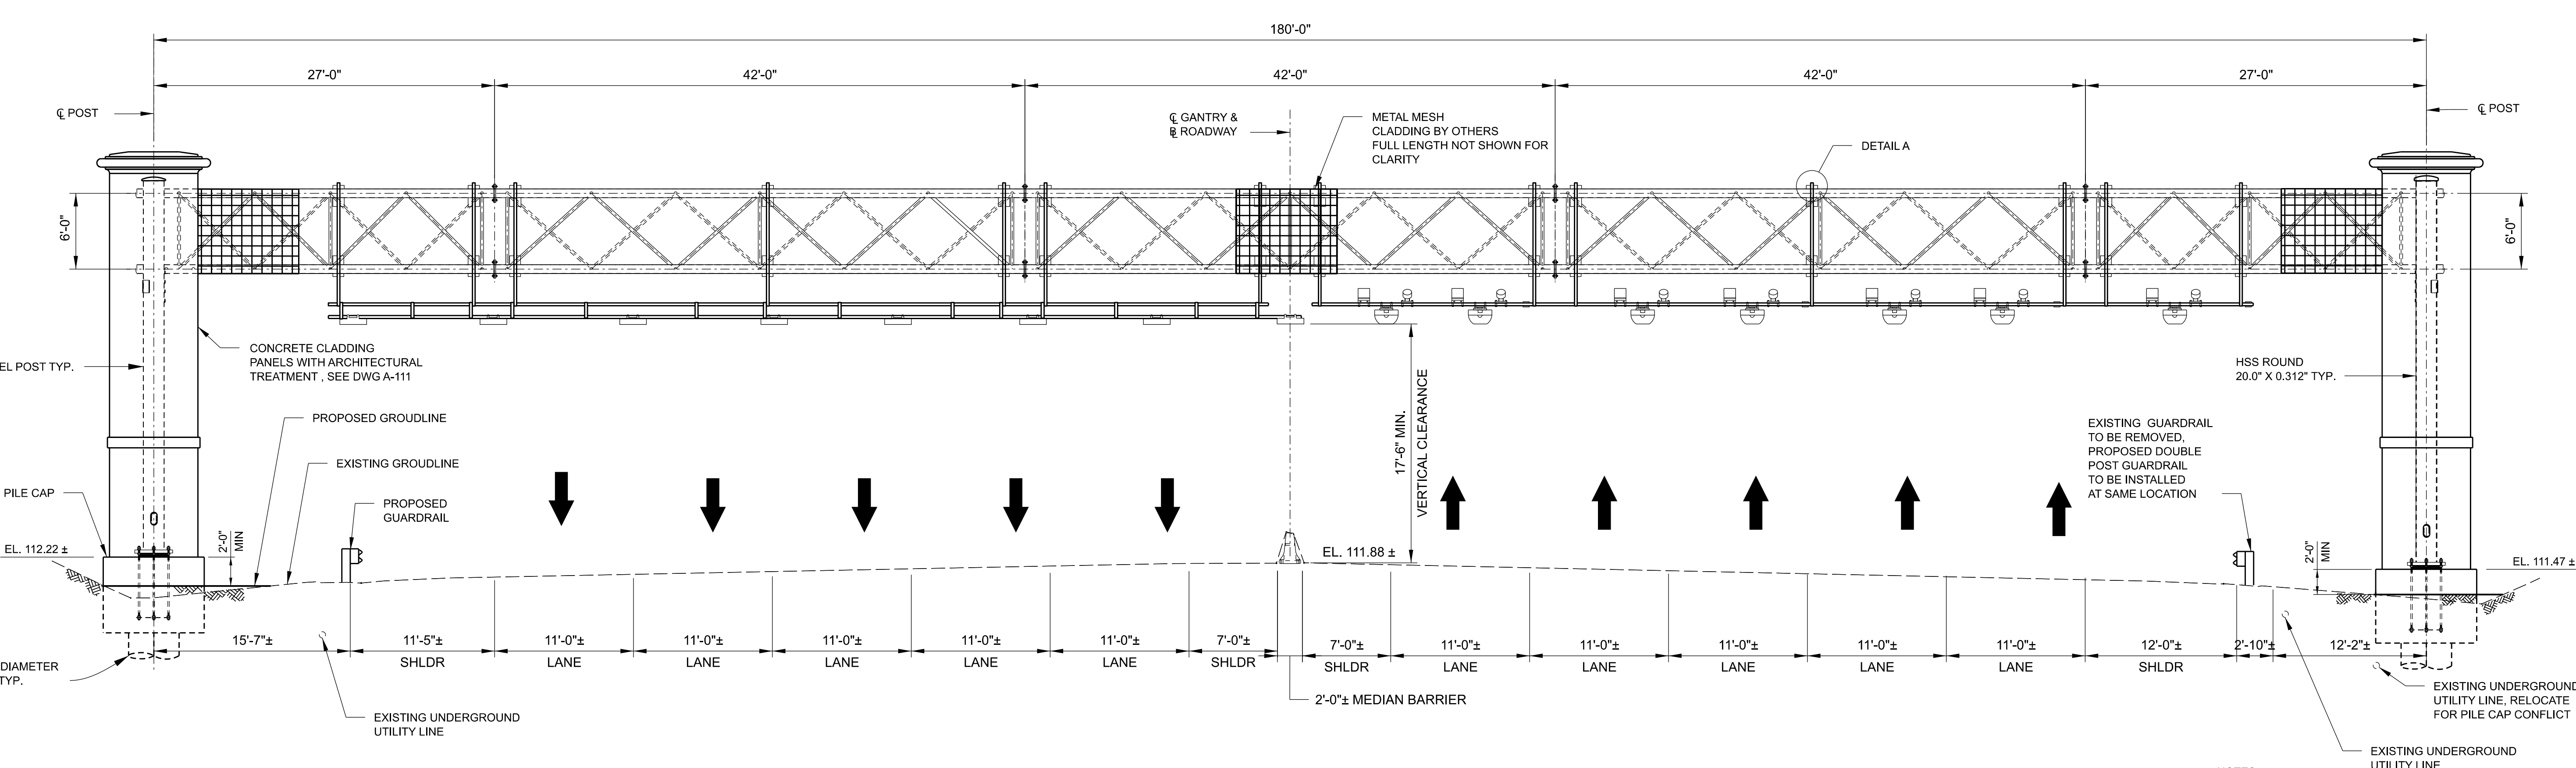 180'-0"
27'-0"
42'-0"
42'-0"
42'-0"
27'-0"
℄ POST
℄ GANTRY &
B ROADWAY
METAL MESH
CLADDING BY OTHERS
FULL LENGTH NOT SHOWN FOR
CLARITY
DETAIL A
℄ POST
6'-0"
6'-0"
CONCRETE CLADDING
PANELS WITH ARCHITECTURAL
TREATMENT , SEE DWG A-111
EL POST TYP.
HSS ROUND
20.0" X 0.312" TYP.
17'-6" MIN.
VERTICAL CLEARANCE
PROPOSED GROUDLINE
EXISTING GROUDLINE
PROPOSED
GUARDRAIL
EXISTING GUARDRAIL
TO BE REMOVED,
PROPOSED DOUBLE
POST GUARDRAIL
TO BE INSTALLED
AT SAME LOCATION
PILE CAP
2'-0"
MIN
EL. 112.22 ±
EL. 111.88 ±
2'-0"
MIN
EL. 111.47 ±
15'-7"±
11'-5"±
SHLDR
11'-0"±
LANE
11'-0"±
LANE
11'-0"±
LANE
11'-0"±
LANE
11'-0"±
LANE
7'-0"±
SHLDR
7'-0"±
SHLDR
11'-0"±
LANE
11'-0"±
LANE
11'-0"±
LANE
11'-0"±
LANE
11'-0"±
LANE
12'-0"±
SHLDR
2'-10"±
12'-2"±
DIAMETER
TYP.
2'-0"± MEDIAN BARRIER
EXISTING UNDERGROUND
UTILITY LINE
EXISTING UNDERGROUND
UTILITY LINE, RELOCATE
FOR PILE CAP CONFLICT
EXISTING UNDERGROUND
UTILITY LINE